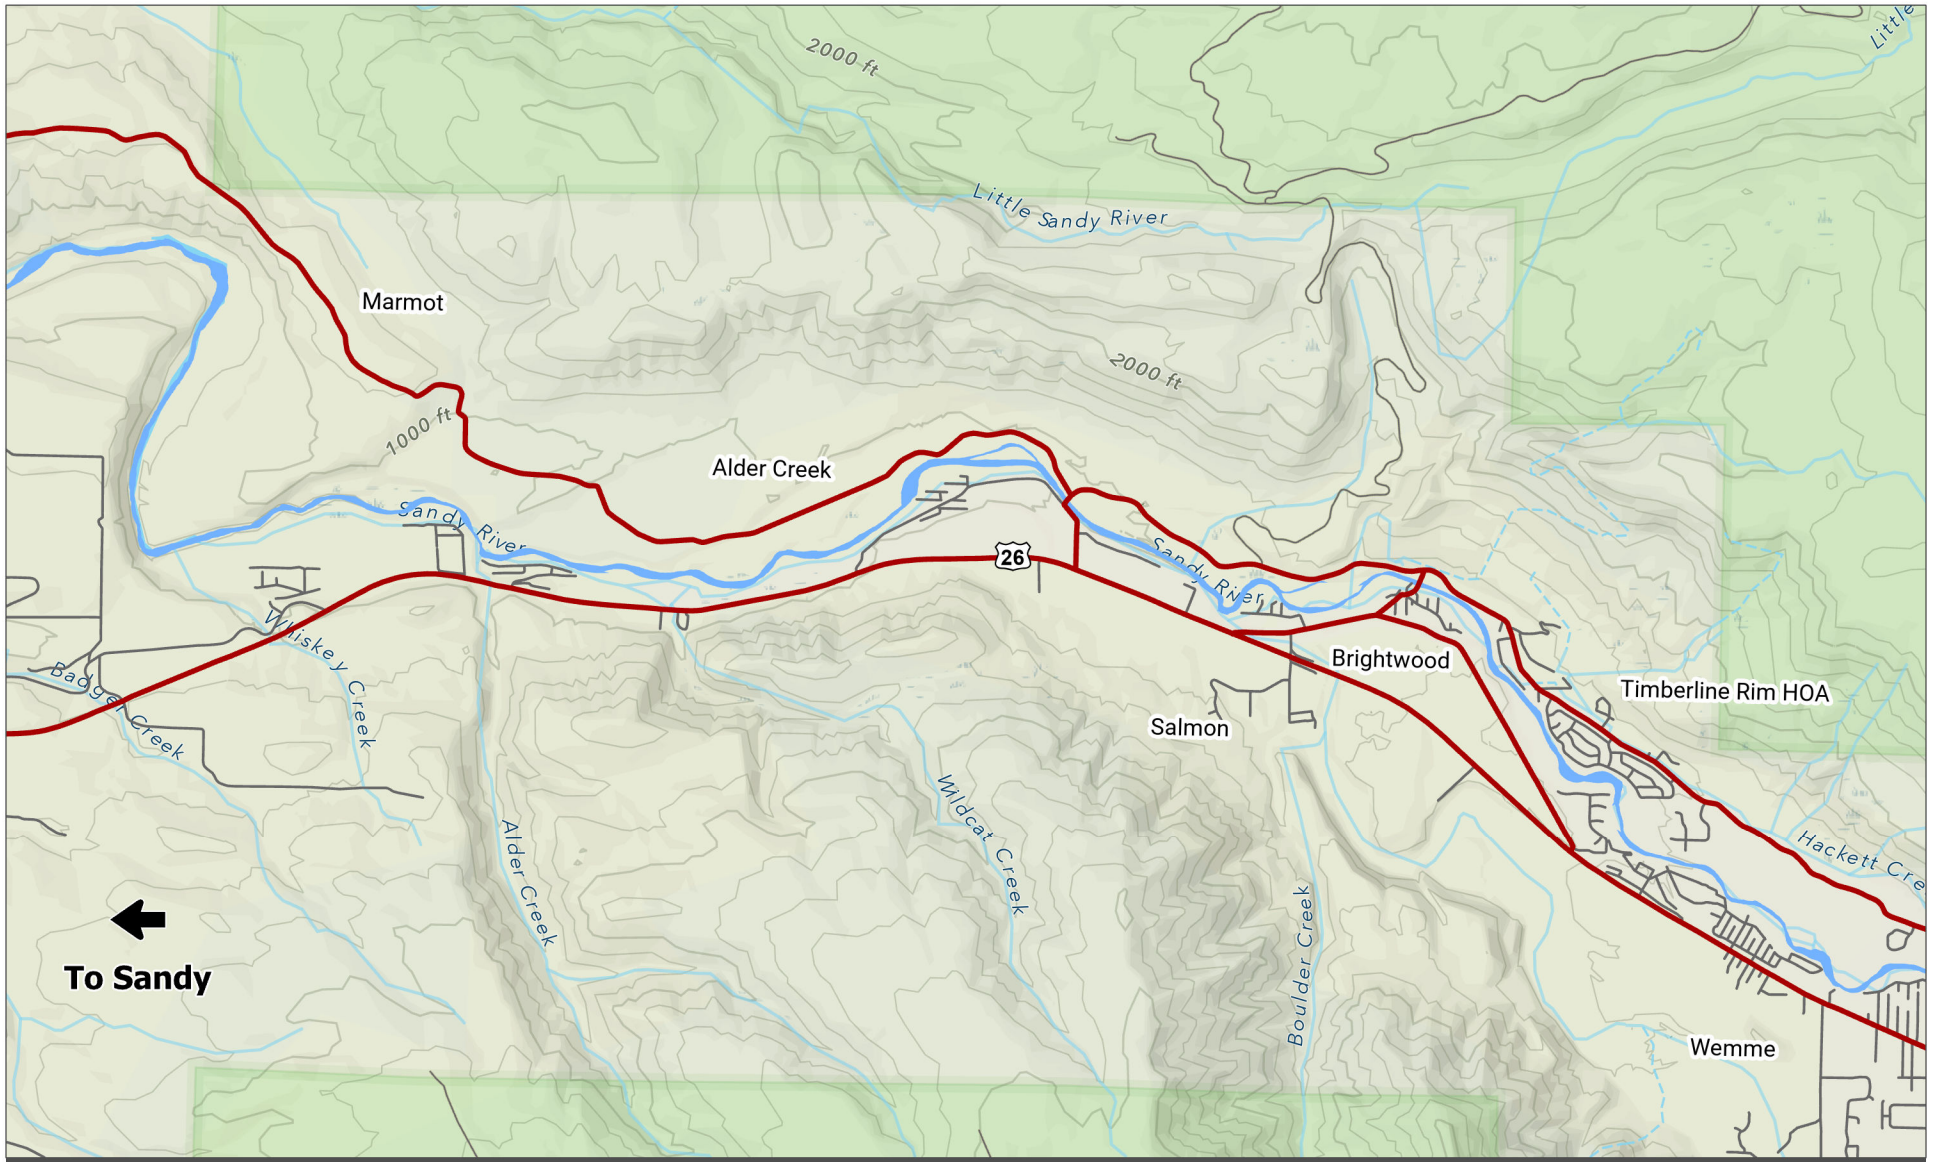 2000 ft
Little
Little Sandy River
Marmot
2000 ft
1000 ft
Alder Creek
Sandy River
26
Sandy River
Whiskey Creek
Brightwood
Badger Creek
Timberline Rim HOA
Salmon
Wildcat Creek
Alder Creek
Hackett Cre
Boulder Creek
To Sandy
Wemme